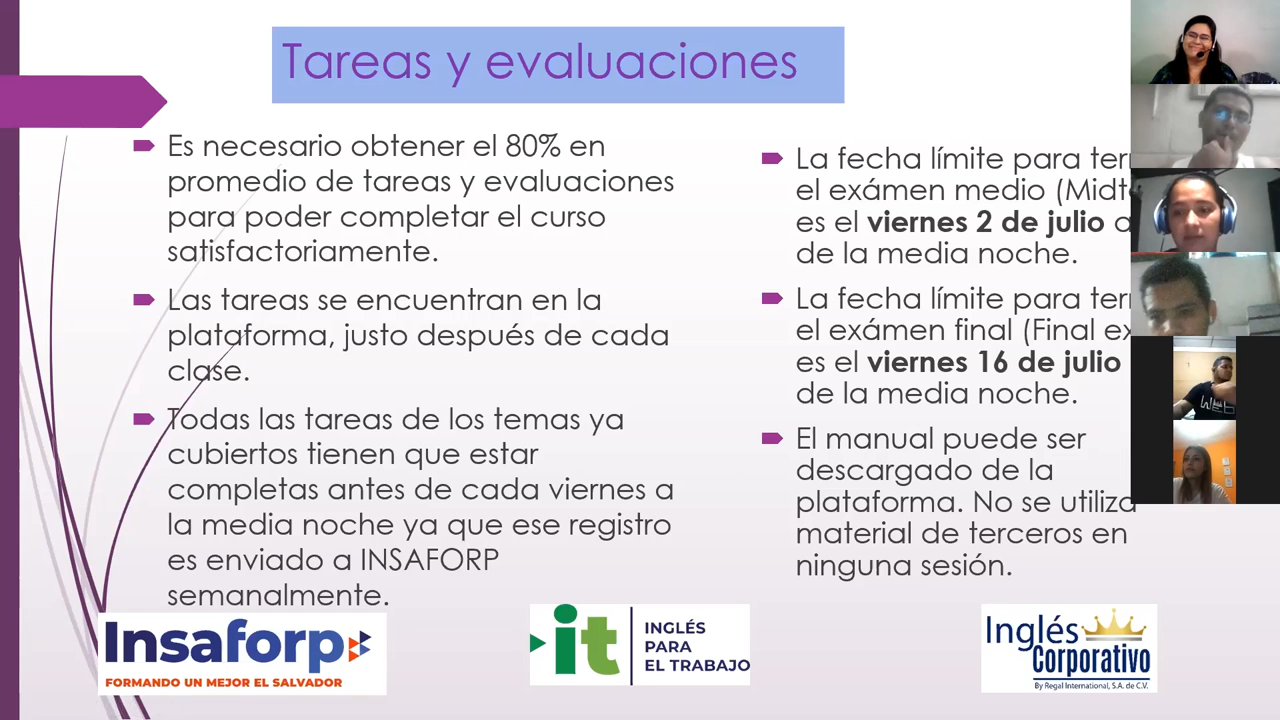 Tareas y evaluaciones
Es necesario obtener el 80% en
promedio de tareas y evaluaciones
para poder completar el curso
satisfactoriamente.
Las tareas se encuentran en la
plataforma, justo después de cada
clase.
Todas las tareas de los temas ya
cubiertos tienen que estar
completas antes de cada viernes a
la media noche ya que ese registro
es enviado a INSAFORP
semanalmente.
La fecha límite para
el exámen medio
es el viernes 2 de julio
de la media noche.
La fecha límite para
el exámen final (Final
es el viernes 16 de julio
de la media noche.
El manual puede ser
descargado de la
plataforma. No se utiliza
material de terceros en
ninguna sesión.
Insaforp
FORMANDO UN MEJOR EL SALVADOR
it
INGLÉS
PARA
EL TRABAJO
Inglés
Corporativo
By Regal International, S.A. de C.V.